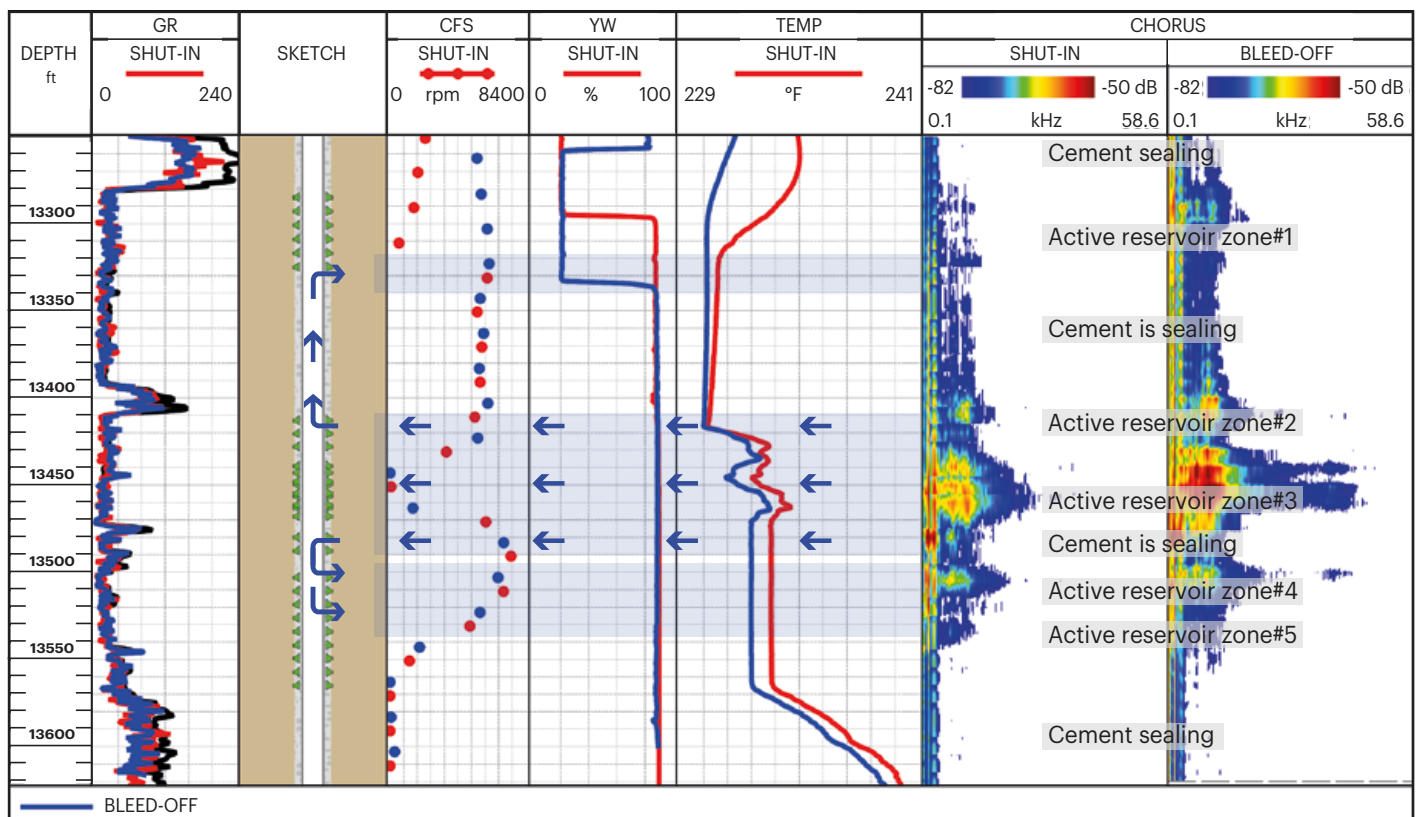 GR
CFS
YW
TEMP
CHORUS
DEPTH
ft
SHUT-IN
SKETCH
SHUT-IN
SHUT-IN
SHUT-IN
SHUT-IN
BLEED-OFF
0 240
0 rpm 8400
0 % 100
229 °F 241
-82 -50 dB
-82 -50 dB
0.1 kHz 58.6
0.1 kHz 58.6
Cement sealing
13300
Active reservoir zone#1
13350
Cement is sealing
13400
Active reservoir zone#2
13450
Active reservoir zone#3
13500
Cement is sealing
Active reservoir zone#4
13550
Active reservoir zone#5
13600
Cement sealing
BLEED-OFF